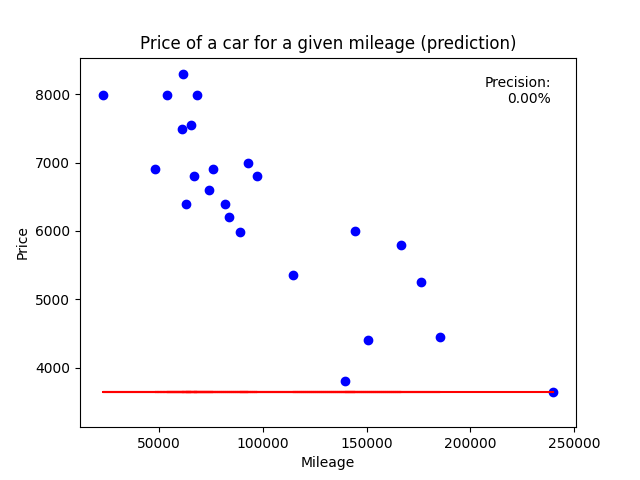 Price of a car for a given mileage (prediction)
Precision:
0.00%
8000
7000
6000
5000
4000
Price
50000
100000
150000
200000
250000
Mileage